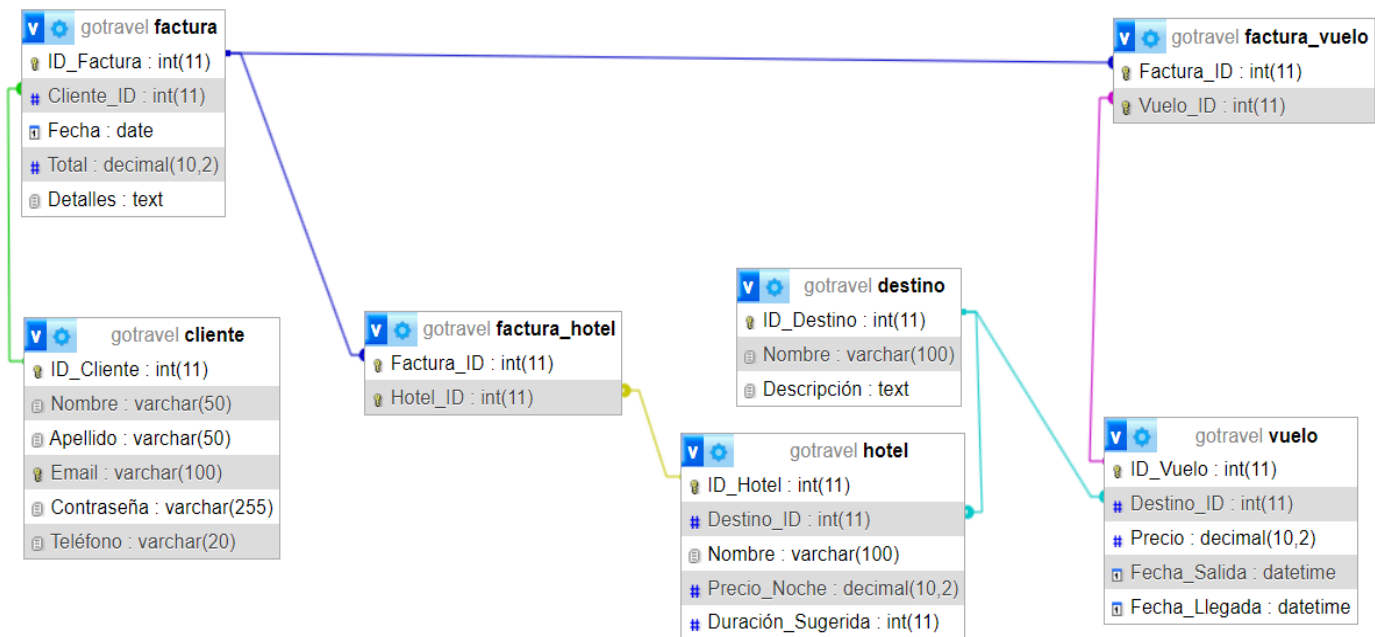 gotravel factura
ID_Factura : int(11)
Cliente_ID : int(11)
Fecha : date
Total : decimal(10,2)
Detalles : text
gotravel factura_vuelo
Factura_ID : int(11)
Vuelo_ID : int(11)
gotravel cliente
ID_Cliente : int(11)
Nombre : varchar(50)
Apellido : varchar(50)
Email : varchar(100)
Contraseña : varchar(255)
Teléfono : varchar(20)
gotravel factura_hotel
Factura_ID : int(11)
Hotel_ID : int(11)
gotravel destino
ID_Destino : int(11)
Nombre : varchar(100)
Descripción : text
gotravel hotel
ID_Hotel : int(11)
Destino_ID : int(11)
Nombre : varchar(100)
Precio_Noche : decimal(10,2)
Duración_Sugerida : int(11)
gotravel vuelo
ID_Vuelo : int(11)
Destino_ID : int(11)
Precio : decimal(10,2)
Fecha_Salida : datetime
Fecha_Llegada : datetime